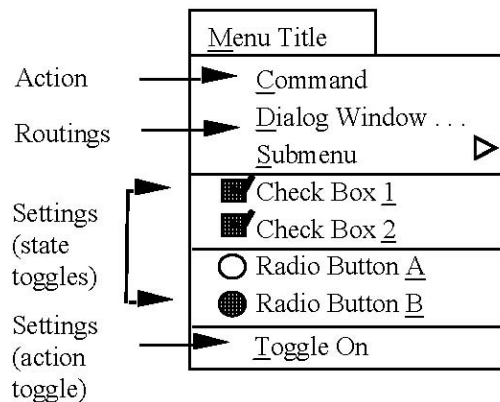 Menu Title
Action
Command
Routings
Dialog Window . . .
Submenu
Settings
(state
toggles)
Check Box 1
Check Box 2
Radio Button A
Radio Button B
Settings
(action
toggle)
Toggle On